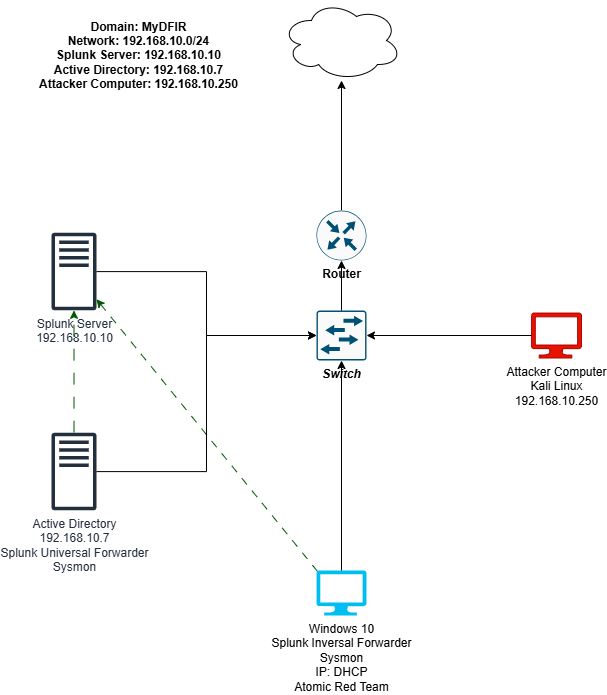 Domain: MyDFIR
Network: 192.168.10.0/24
Splunk Server: 192.168.10.10
Active Directory: 192.168.10.7
Attacker Computer: 192.168.10.250
Router
Splunk Server
192.168.10.10
Switch
Attacker Computer
Kali Linux
192.168.10.250
Active Directory
192.168.10.7
Splunk Universal Forwarder
Sysmon
Windows 10
Splunk Inversal Forwarder
Sysmon
IP: DHCP
Atomic Red Team